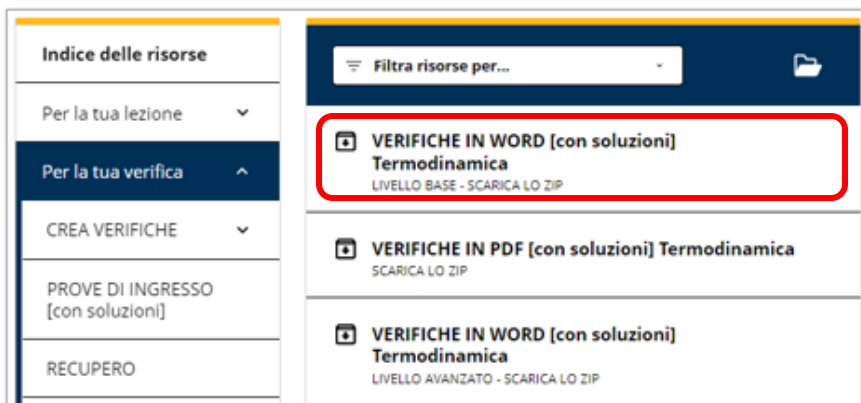 Indice delle risorse
Per la tua lezione
Per la tua verifica
CREA VERIFICHE
PROVE DI INGRESSO
[con soluzioni]
RECUPERO
Filtra risorse per...
VERIFICHE IN WORD [con soluzioni]
Termodinamica
LIVELLO BASE - SCARICA LO ZIP
VERIFICHE IN PDF [con soluzioni] Termodinamica
SCARICA LO ZIP
VERIFICHE IN WORD [con soluzioni]
Termodinamica
LIVELLO AVANZATO - SCARICA LO ZIP